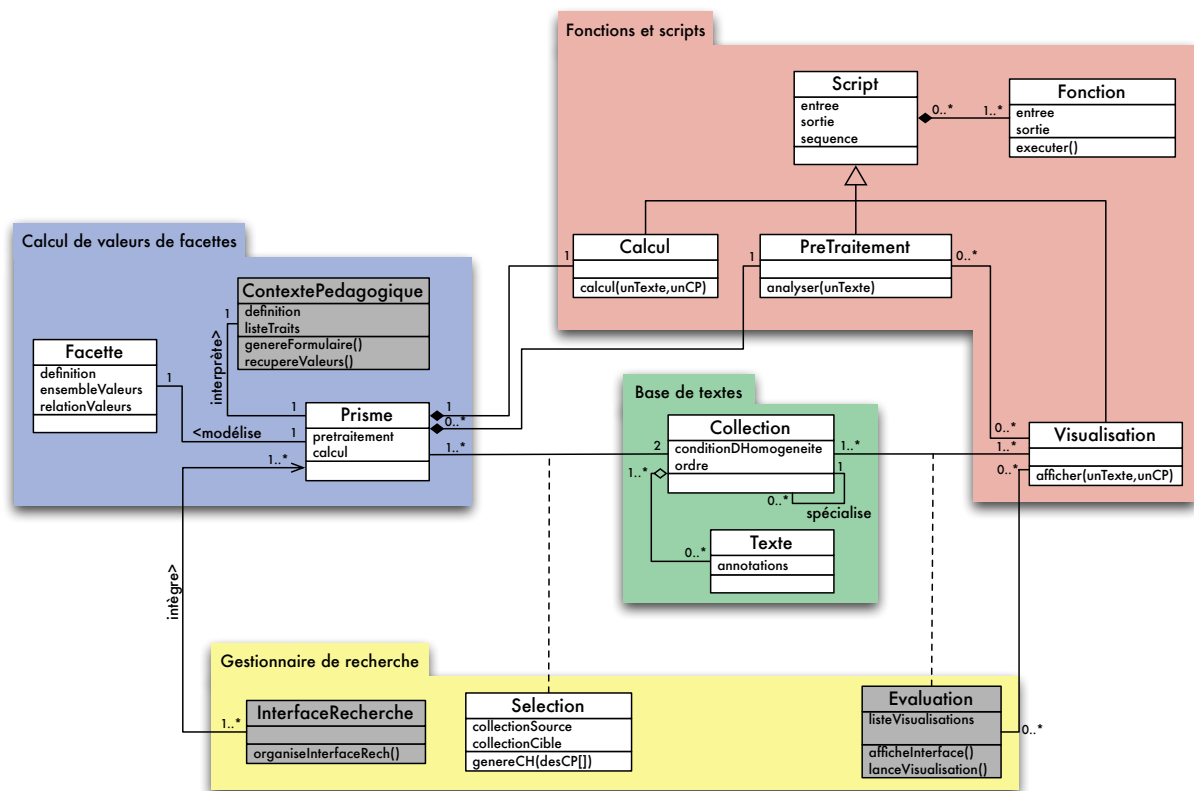 Fonctions et scripts
Script
entree
sortie
sequence
0..*
1..*
Fonction
entree
sortie
executer()
Calcul de valeurs de facettes
1
Calcul
calcul(unTexte,unCP)
1
PreTraitement
analyser(unTexte)
0..*
ContextePedagogique
definition
listeTraits
genereFormulaire()
recupereValeurs()
1
interprète>
Facette
definition
ensembleValeurs
relationValeurs
1
<modélise
1
1
Prisme
pretraitement
calcul
1
0..*
1..*
1..*
Base de textes
2
Collection
conditionDHomogeneite
ordre
1..*
1..*
1
0..*
spécialise
0..*
Texte
annotations
0..*
1..*
0..*
Visualisation
afficher(unTexte,unCP)
intègre>
Gestionnaire de recherche
1..*
InterfaceRecherche
organiseInterfaceRech()
Selection
collectionSource
collectionCible
genereCH(desCP[])
Evaluation
listeVisualisations
afficheInterface()
lanceVisualisation()
0..*